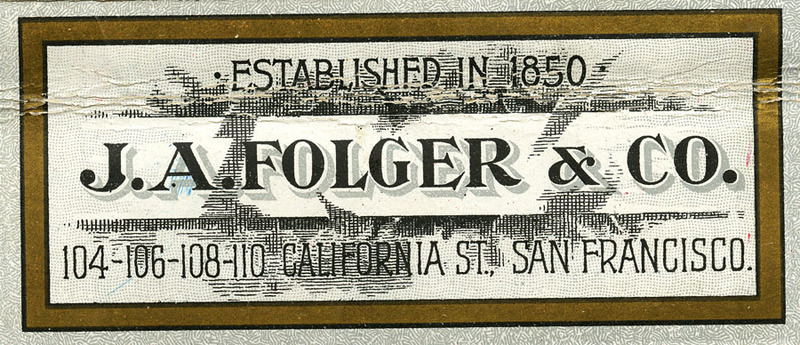 ·ESTABLISHED IN 1850
J.A.FOLGER & CO.
104-106-108-110 CALIFORNIA ST., SAN FRANCISCO.